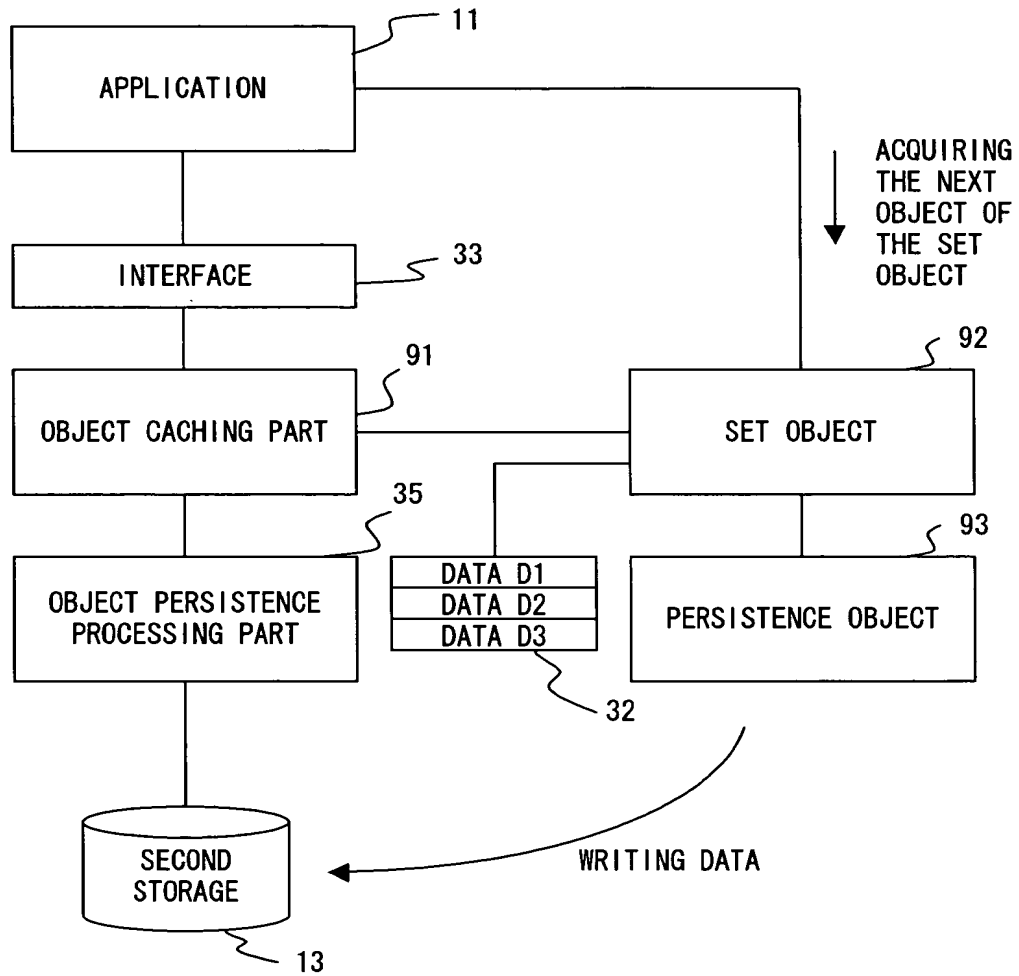 11
APPLICATION
ACQUIRING
THE NEXT
OBJECT OF
THE SET
OBJECT
33
INTERFACE
91
92
OBJECT CACHING PART
SET OBJECT
35
93
OBJECT PERSISTENCE
PROCESSING PART
DATA D1
DATA D2
DATA D3
PERSISTENCE OBJECT
32
SECOND
STORAGE
WRITING DATA
13